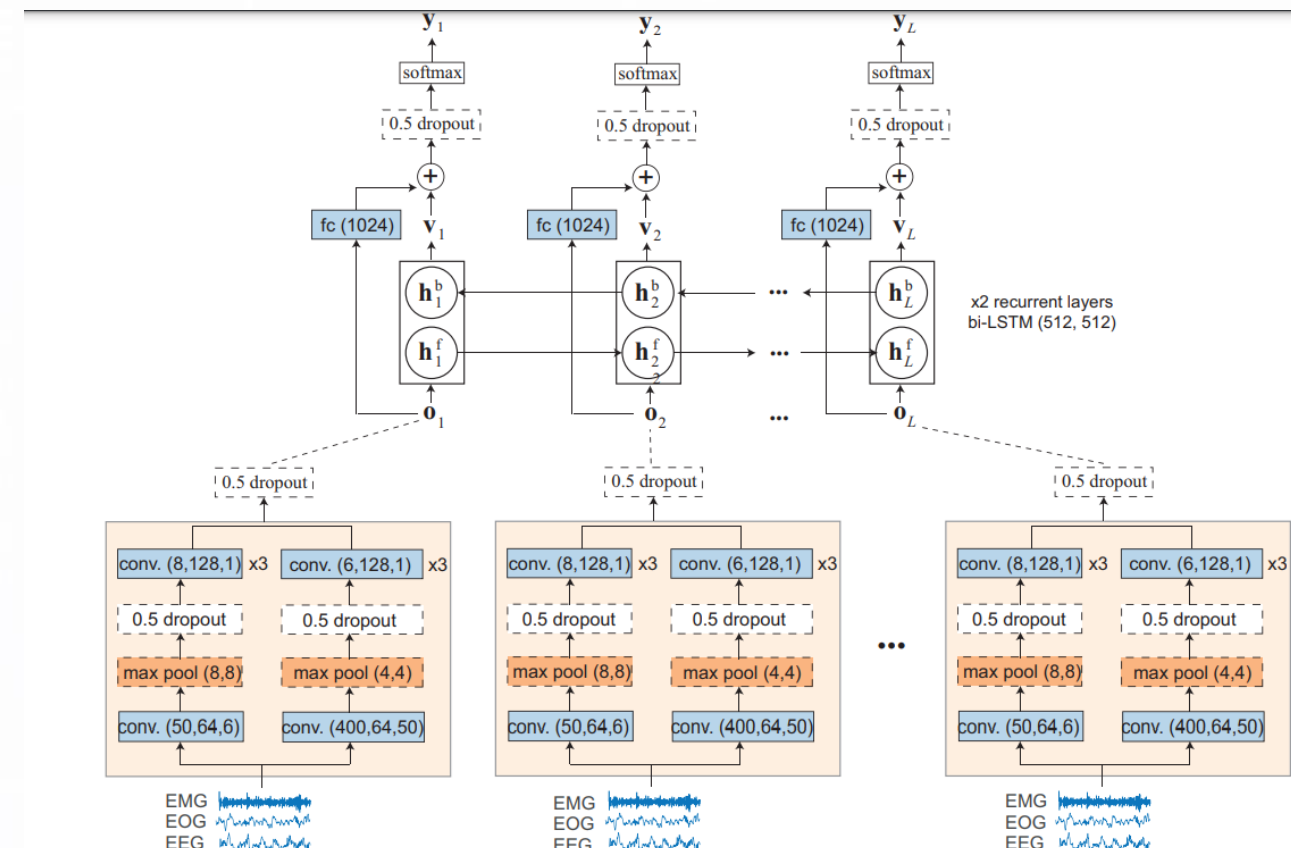 y1 y2 yL
softmax softmax softmax
0.5 dropout 0.5 dropout 0.5 dropout
+ + +
fc (1024) v1 fc (1024) v2 fc (1024) vL
h1b h2b ... hLb
x2 recurrent layers
bi-LSTM (512, 512)
h1f h2f ... hLf
2
o1 o2 ... oL
0.5 dropout 0.5 dropout 0.5 dropout
conv. (8,128,1) x3 conv. (6,128,1) x3 conv. (8,128,1) x3 conv. (6,128,1) x3 conv. (8,128,1) x3 conv. (6,128,1) x3
0.5 dropout 0.5 dropout 0.5 dropout 0.5 dropout 0.5 dropout 0.5 dropout
...
max pool (8,8) max pool (4,4) max pool (8,8) max pool (4,4) max pool (8,8) max pool (4,4)
conv. (50,64,6) conv. (400,64,50) conv. (50,64,6) conv. (400,64,50) conv. (50,64,6) conv. (400,64,50)
EMG EMG EMG
EOG EOG EOG
EEG EEG EEG